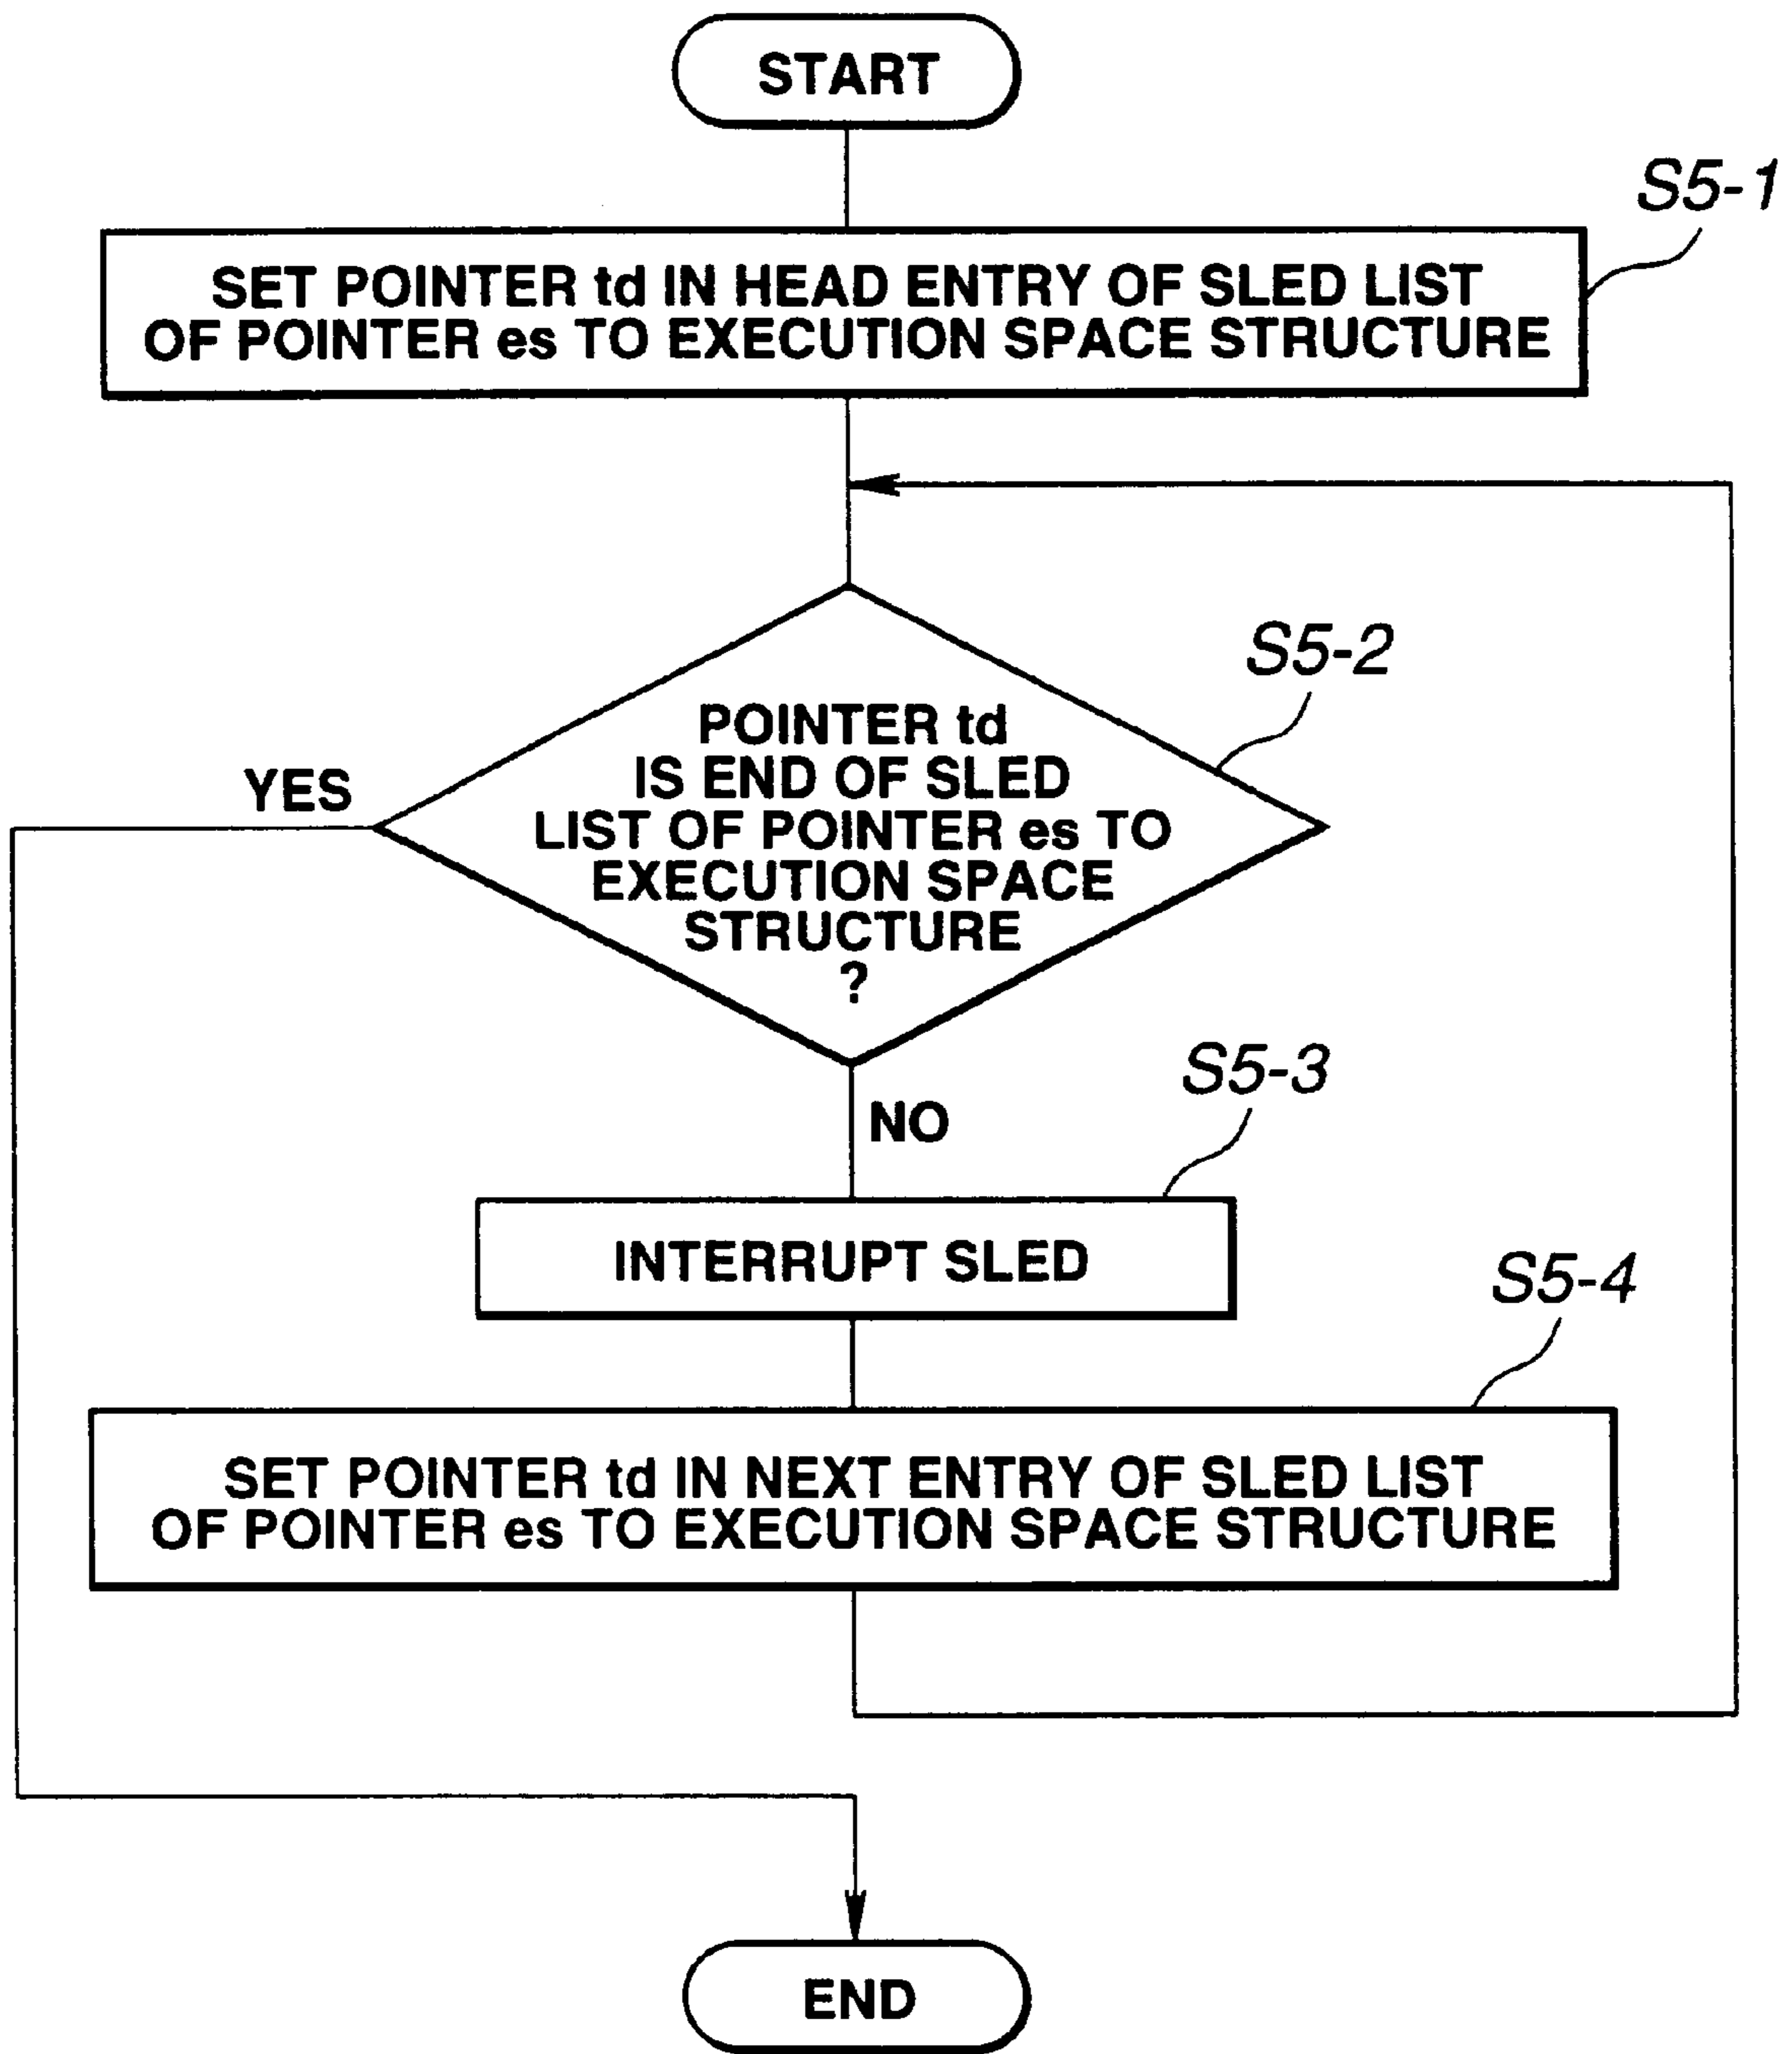 START
S5-1
SET POINTER td IN HEAD ENTRY OF SLED LIST
OF POINTER es TO EXECUTION SPACE STRUCTURE
S5-2
POINTER td
IS END OF SLED
LIST OF POINTER es TO
EXECUTION SPACE
STRUCTURE
?
YES
NO
S5-3
INTERRUPT SLED
S5-4
SET POINTER td IN NEXT ENTRY OF SLED LIST
OF POINTER es TO EXECUTION SPACE STRUCTURE
END